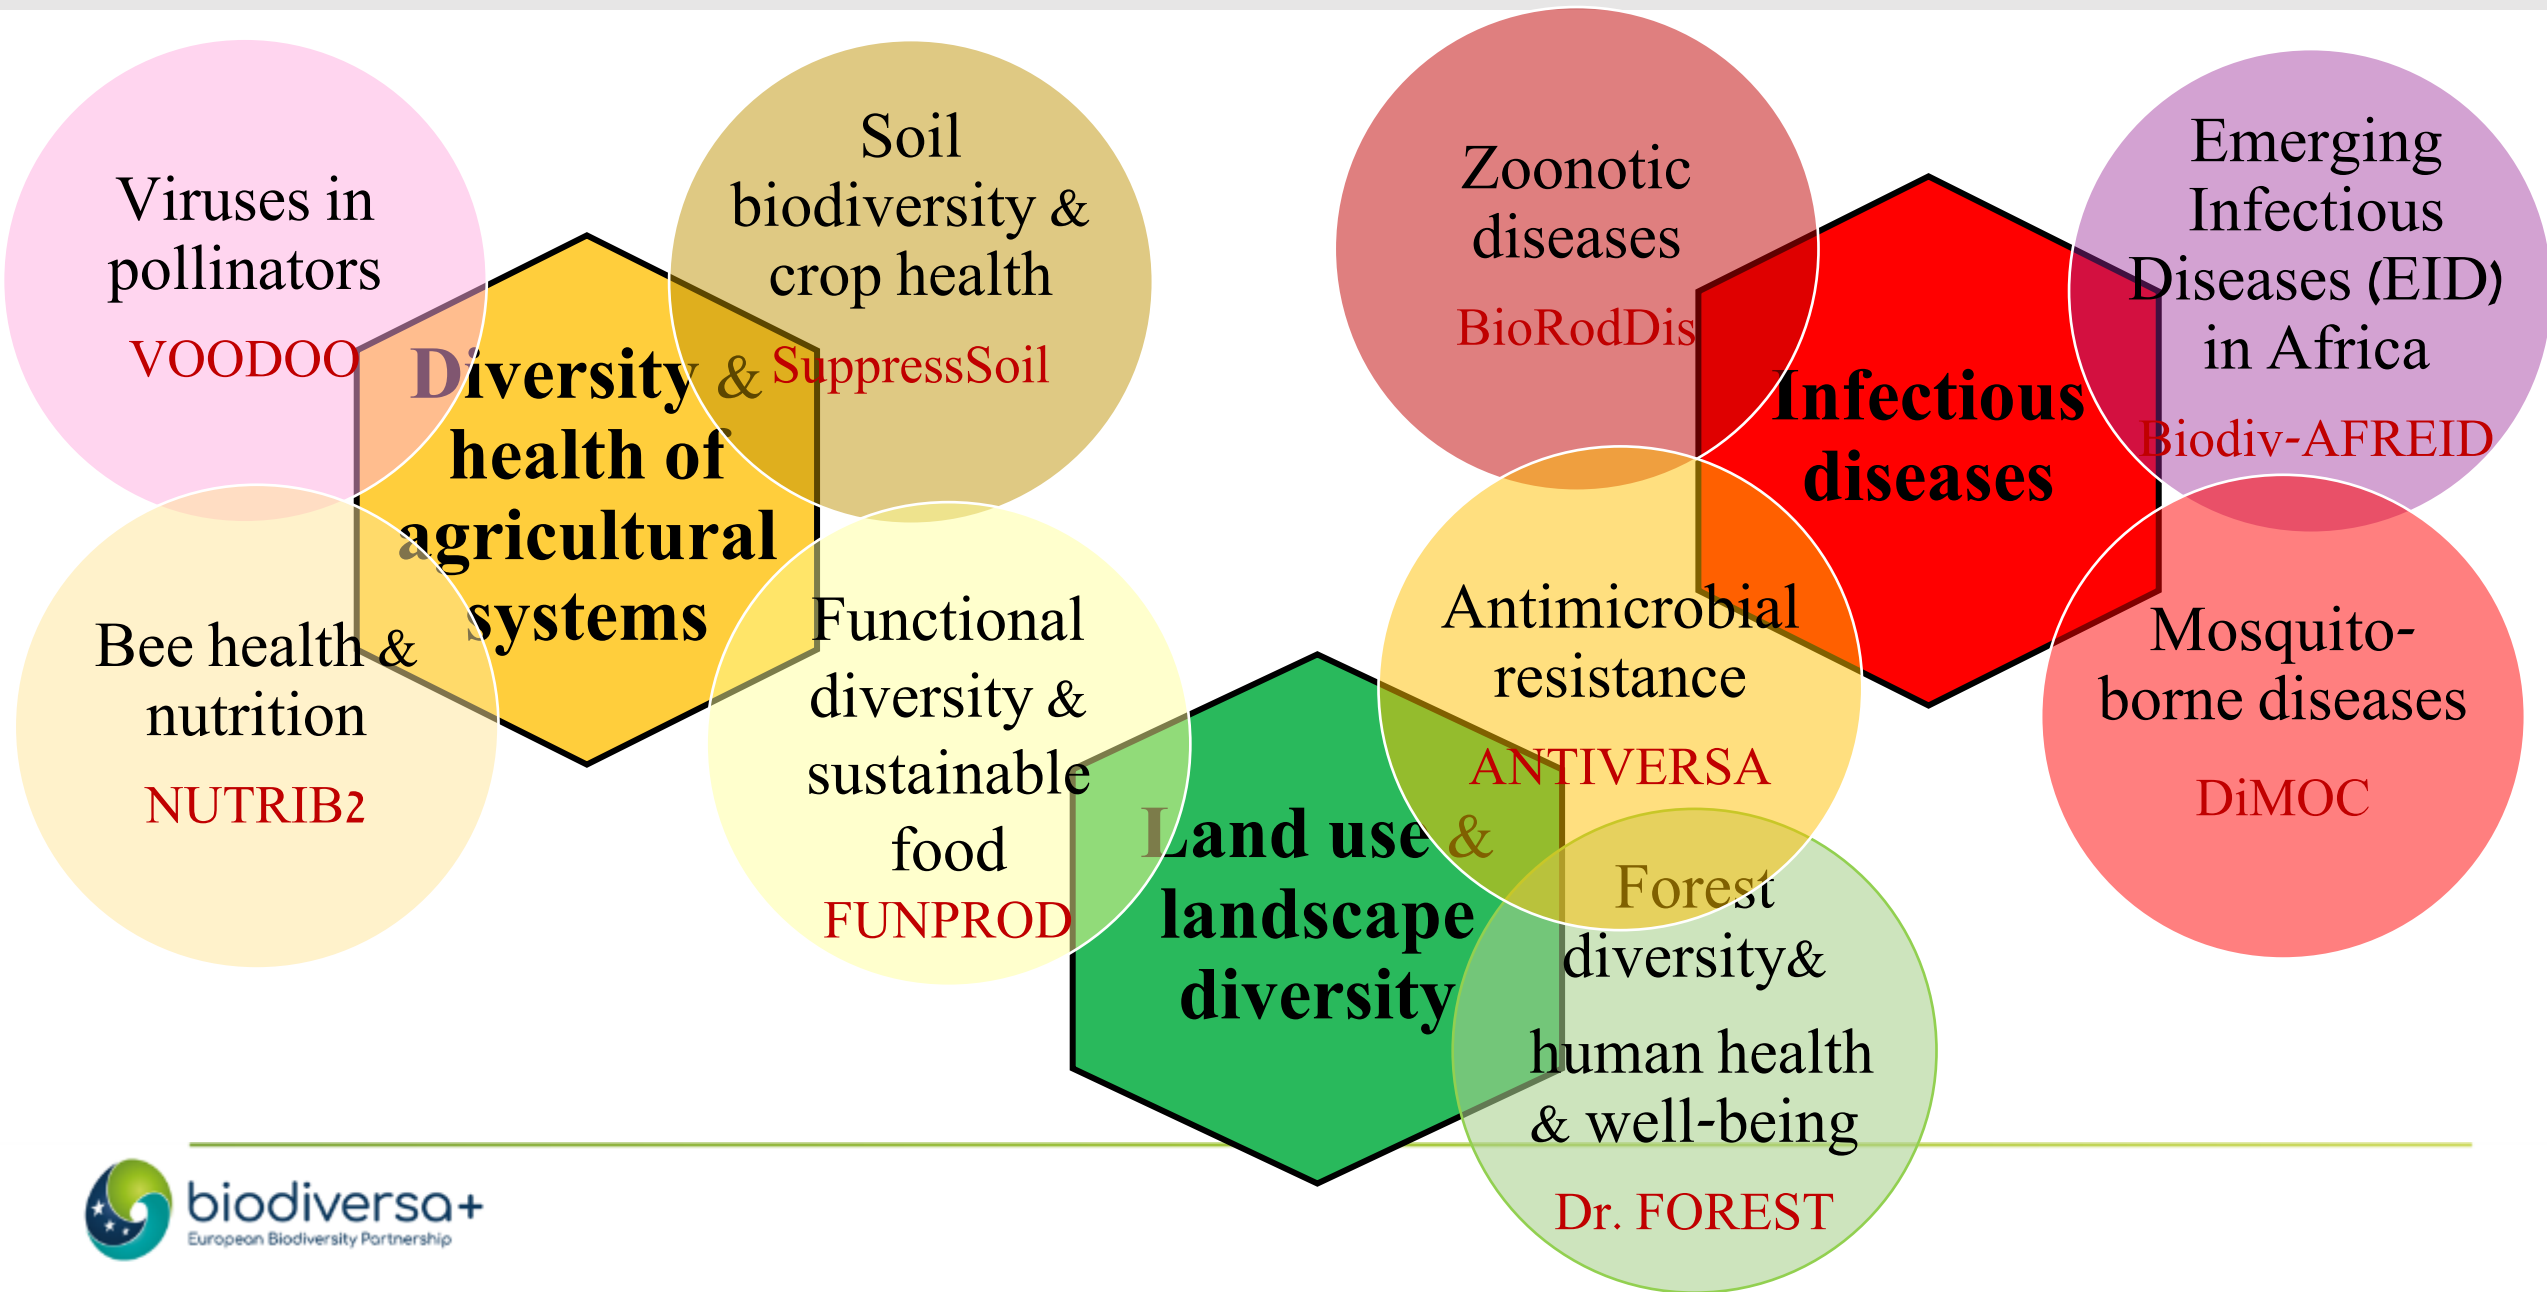 Viruses in
pollinators
VOODOO
Soil
biodiversity &
crop health
SuppressSoil
Diversity &
health of
agricultural
systems
Bee health &
nutrition
NUTRIB2
Functional
diversity &
sustainable
food
FUNPROD
Zoonotic
diseases
BioRodDis
Emerging
Infectious
Diseases (EID)
in Africa
Biodiv-AFREID
Infectious
diseases
Antimicrobial
resistance
ANTIVERSA
Mosquito-
borne diseases
DiMOC
Land use &
landscape
diversity
Forest
diversity&
human health
& well-being
Dr. FOREST
biodiversa+
European Biodiversity Partnership